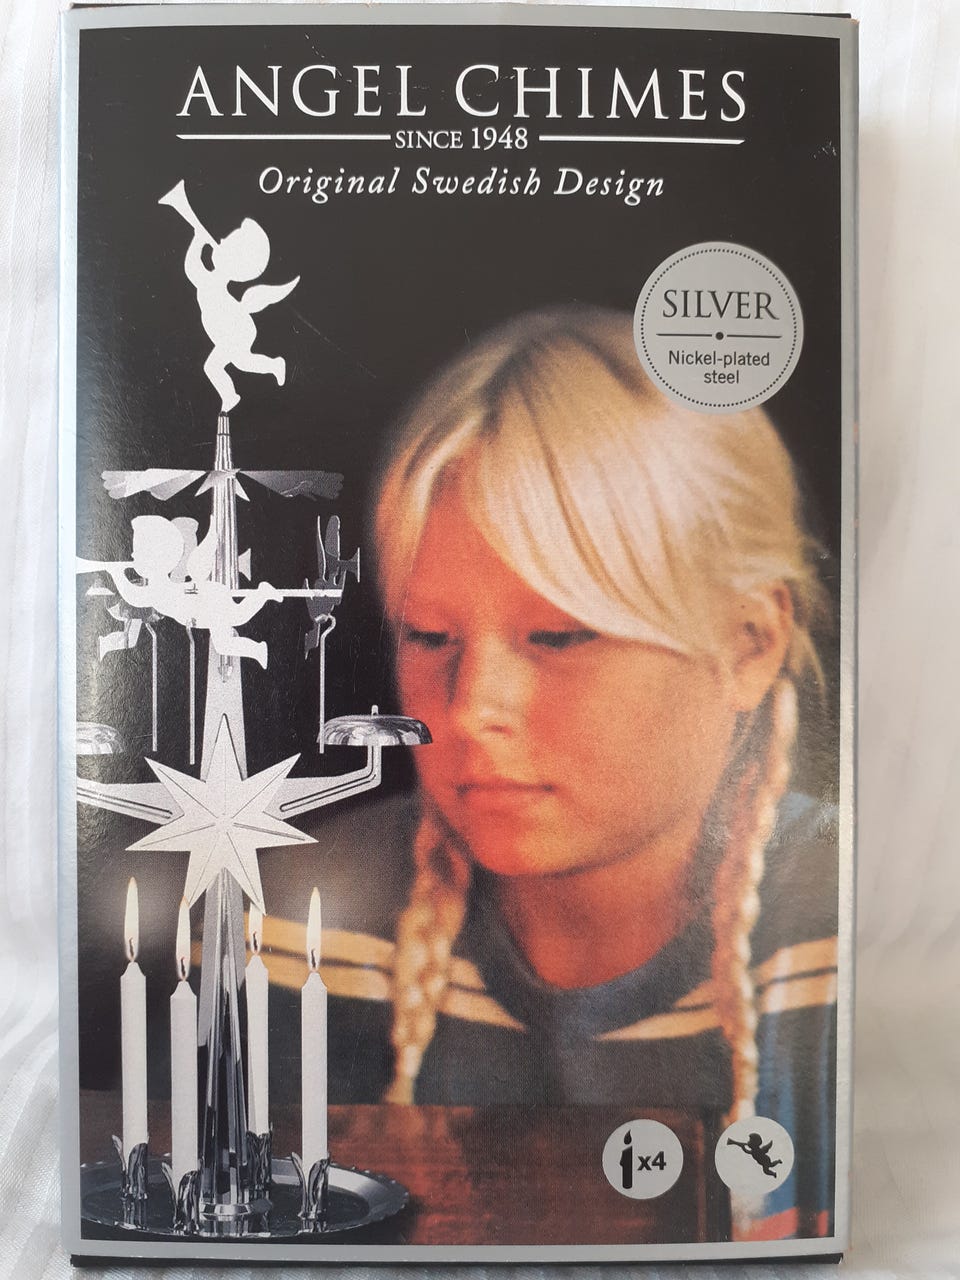 ANGEL CHIMES
SINCE 1948
Original Swedish Design
SILVER
Nickel-plated
steel
x4